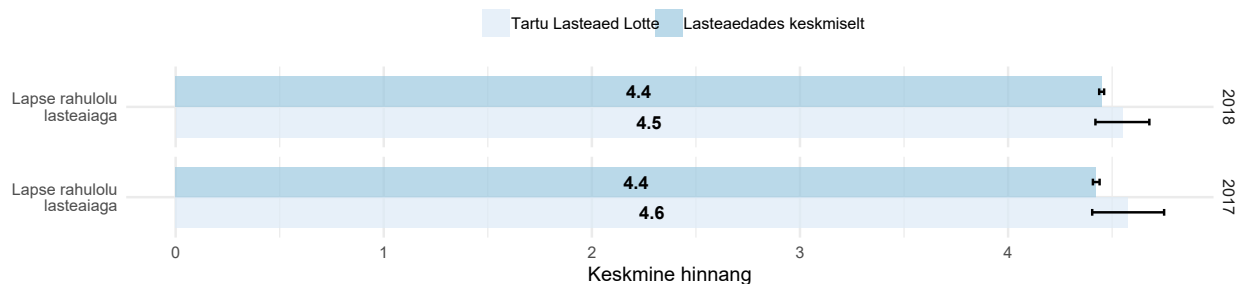 Tartu Lasteaed Lotte Lasteaedades keskmiselt
Lapse rahulolu
lasteaiaga
4.4
4.5
2018
Lapse rahulolu
lasteaiaga
4.4
4.6
2017
0 1 2 3 4
Keskmine hinnang